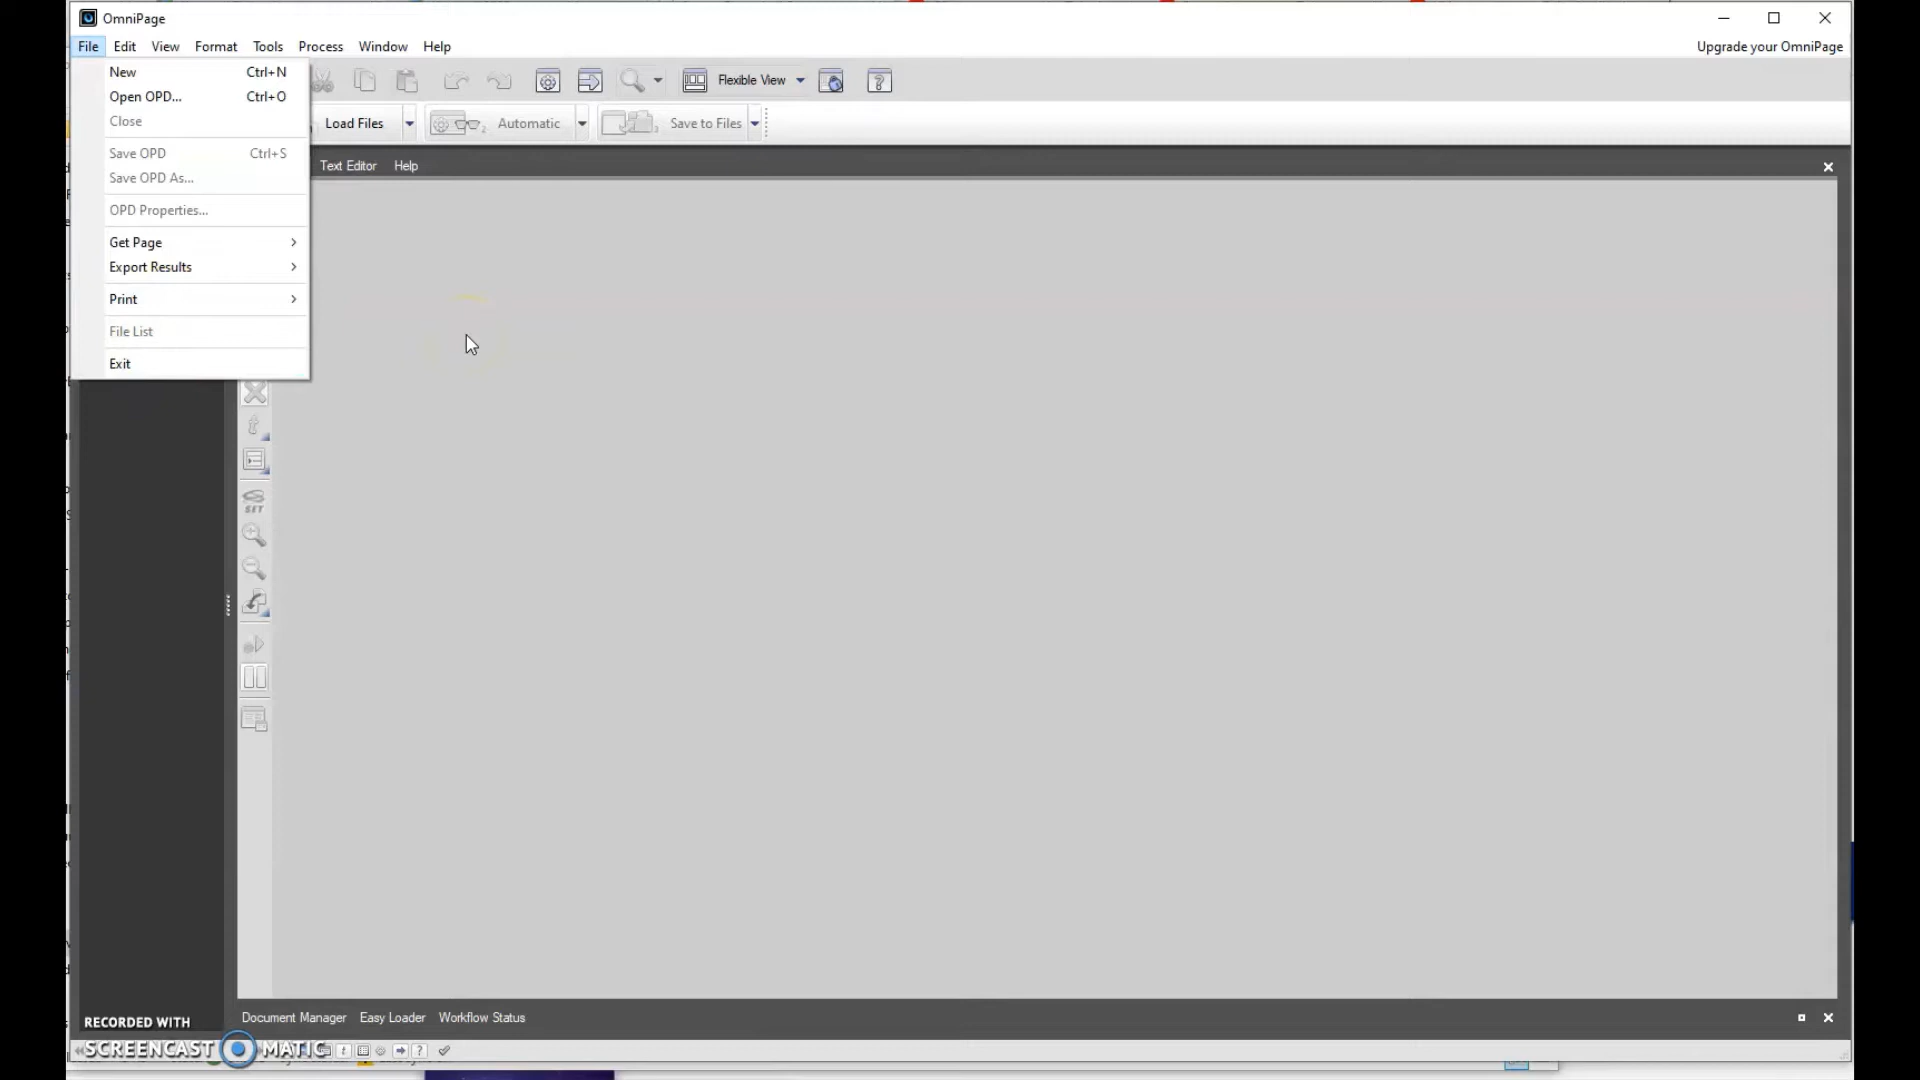 OmniPage
File Edit View Format Tools Process Window Help
Upgrade your OmniPage
New Ctrl+N
Open OPD... Ctrl+O
Close
Save OPD Ctrl+S
Save OPD As...
OPD Properties...
Get Page
Export Results
Print
File List
Exit
Flexible View
Load Files
Automatic
Save to Files
Text Editor Help
SET
Document Manager Easy Loader Workflow Status
RECORDED WITH
SCREENCAST MATIC